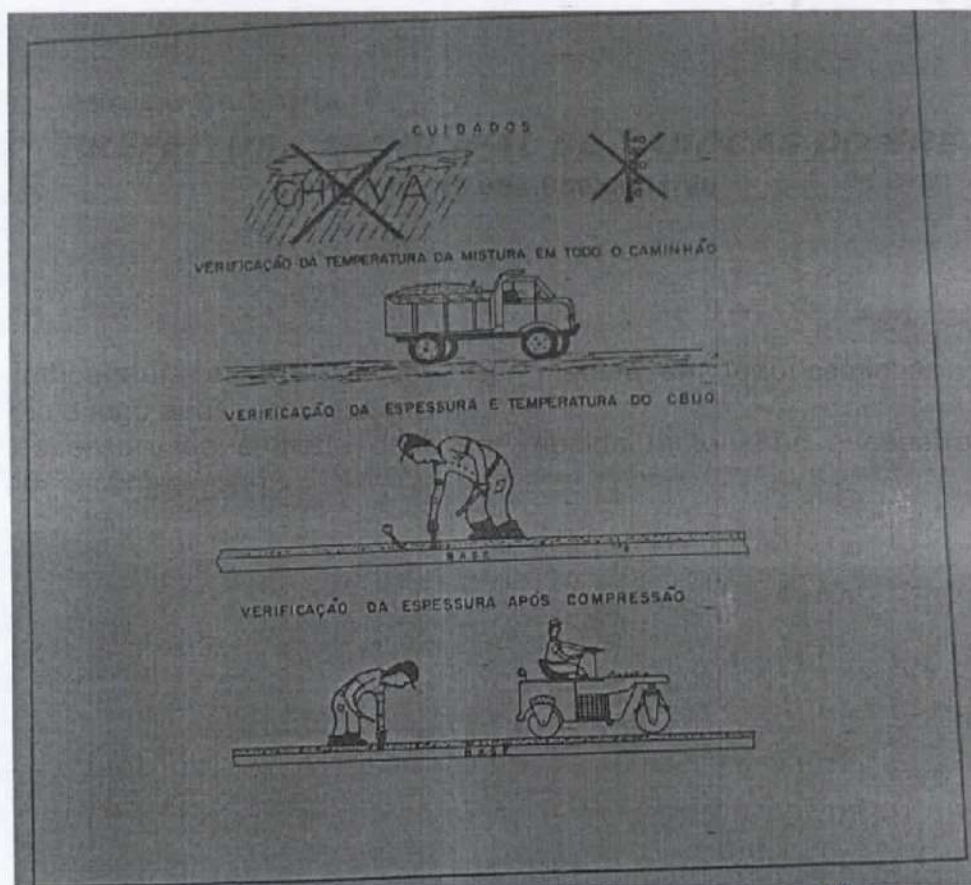 CUIDADOS
CHUVA
VERIFICAÇÃO DA TEMPERATURA DA MISTURA EM TODO O CAMINHÃO
VERIFICAÇÃO DA ESPESSURA E TEMPERATURA DO CBUQ
BASE
VERIFICAÇÃO DA ESPESSURA APÓS COMPRESSÃO
BASE